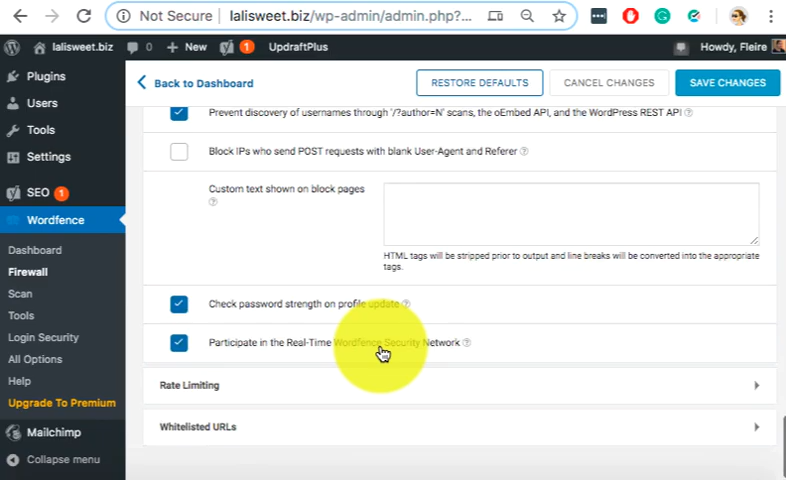 Not Secure lalisweet.biz/wp-admin/admin.php?...
lalisweet.biz 0 + New 1 UpdraftPlus Howdy, Fleire
Plugins
Users
Tools
Settings
SEO 1
Wordfence
Dashboard
Firewall
Scan
Tools
Login Security
All Options
Help
Upgrade To Premium
Mailchimp
Collapse menu
Back to Dashboard RESTORE DEFAULTS CANCEL CHANGES SAVE CHANGES
Prevent discovery of usernames through '/?author=N' scans, the oEmbed API, and the WordPress REST API
Block IPs who send POST requests with blank User-Agent and Referer
Custom text shown on block pages
HTML tags will be stripped prior to output and line breaks will be converted into the appropriate
tags.
Check password strength on profile update
Participate in the Real-Time Wordfence Security Network
Rate Limiting
Whitelisted URLs